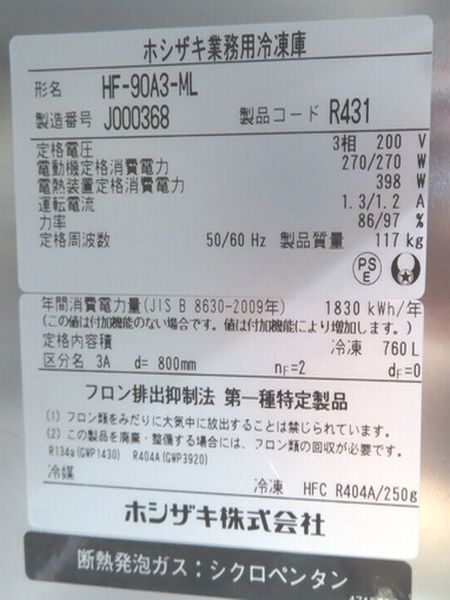 ホシザキ業務用冷凍庫
形名 HF-90A3-ML
製造番号 J000368 製品コード R431
定格電圧 3相 200 V
電動機定格消費電力 270/270 W
電熱装置定格消費電力 398 W
運転電流 1.3/1.2 A
力率 86/97 %
定格周波数 50/60 Hz 製品質量 117 kg
PS
E
年間消費電力量(JIS B 8630-2009年) 1830 kWh/年
(この値は付加機能のない場合です。値は付加機能により増加します。)
定格内容積 冷凍 760L
区分名 3A d= 800mm nF=2 dF=0
フロン排出抑制法 第一種特定製品
(1) フロン類をみだりに大気中に放出することは禁じられています。
(2) この製品を廃棄・整備する場合には、フロン類の回収が必要です。
R134a(GWP1430) R404A(GWP3920)
冷媒 冷凍 HFC R404A/250g
ホシザキ株式会社
断熱発泡ガス：シクロペンタン